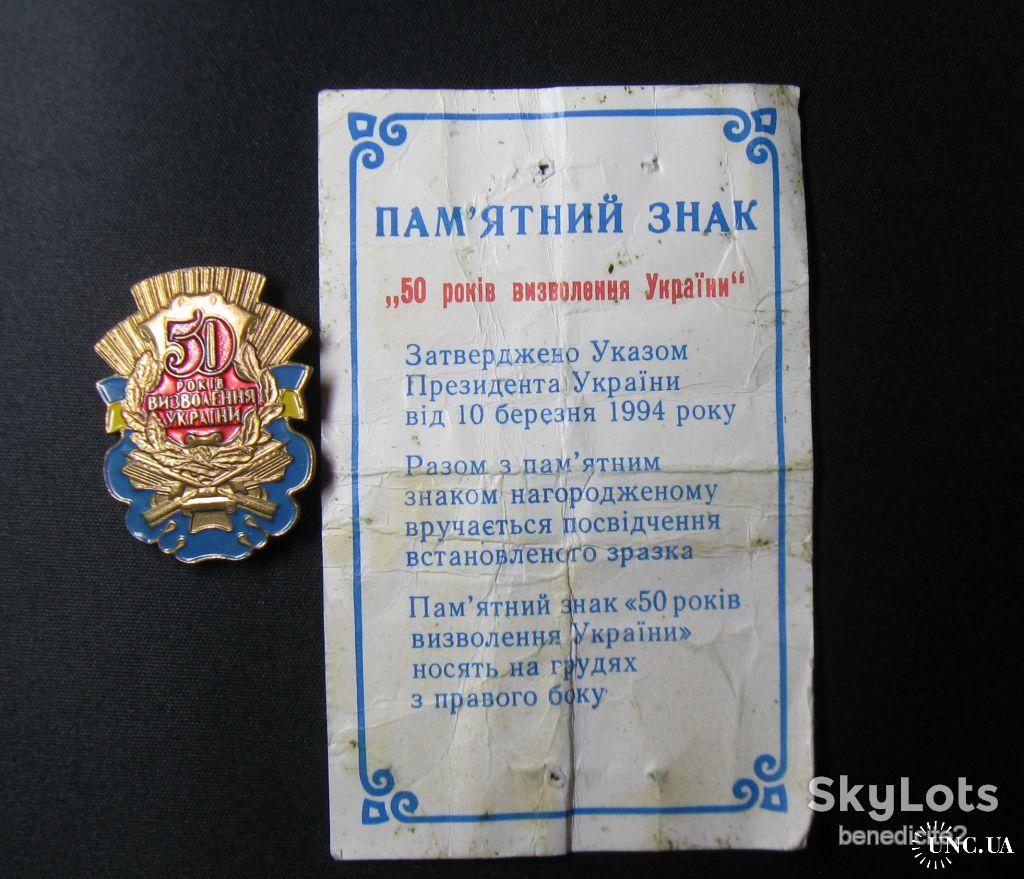 50
РОКІВ
ВИЗВОЛЕННЯ
УКРАЇНИ
ПАМ'ЯТНИЙ ЗНАК
„50 років визволення України“
Затверджено Указом
Президента України
від 10 березня 1994 року
Разом з пам'ятним
знаком нагородженому
вручається посвідчення
встановленого зразка
Пам'ятний знак «50 років
визволення України»
носять на грудях
з правого боку
SkyLots
benedicite2
UNC.UA